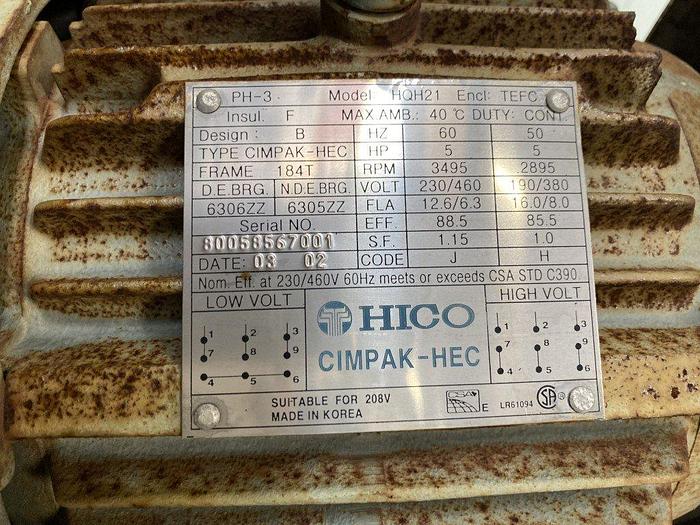 PH-3 Model HQH21 Encl: TEFC
Insul. F MAX.AMB.: 40 °C DUTY: CONT.
Design : B HZ 60 50
TYPE CIMPAK-HEC HP 5 5
FRAME 184T RPM 3495 2895
D.E.BRG. N.D.E.BRG. VOLT 230/460 190/380
6306ZZ 6305ZZ FLA 12.6/6.3 16.0/8.0
Serial NO. EFF. 88.5 85.5
80058567001 S.F. 1.15 1.0
DATE: 03 02 CODE J H
Nom. Eff. at 230/460V 60Hz meets or exceeds CSA STD C390.
LOW VOLT HIGH VOLT
1 2 3 HICO 1 2 3
7 8 9 CIMPAK-HEC 7 8 9
4 5 6 4 5 6
SUITABLE FOR 208V
MADE IN KOREA
CSA E LR61094 SA ®